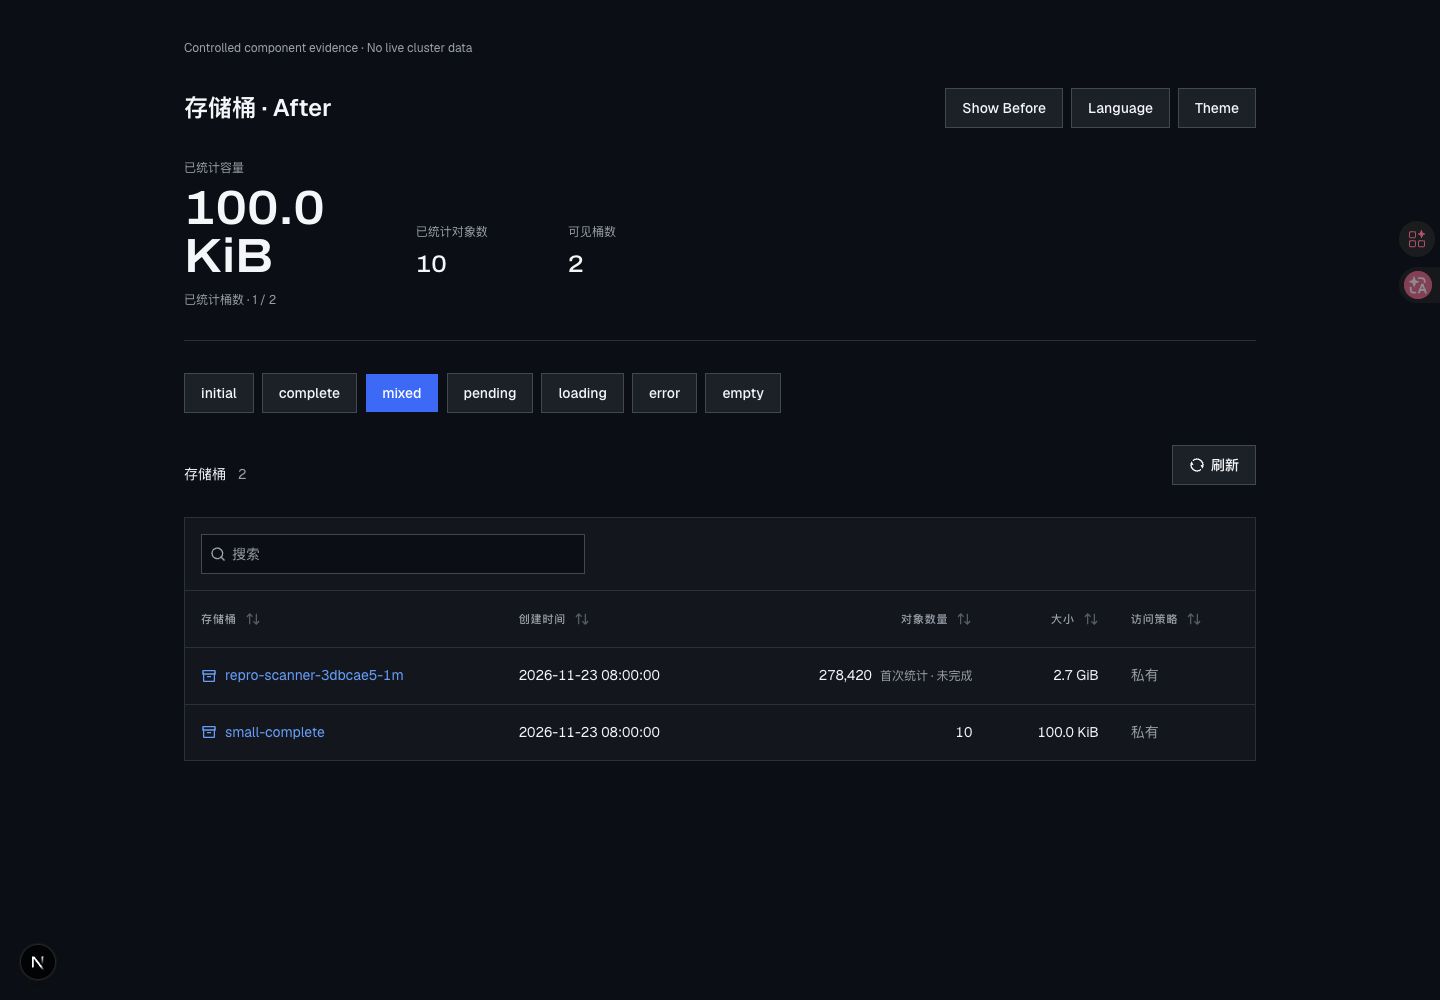 Controlled component evidence · No live cluster data
存储桶 · After
Show Before
Language
Theme
已统计容量
100.0
KiB
已统计对象数
可见桶数
10
2
已统计桶数 · 1 / 2
initial
complete
mixed
pending
loading
error
empty
存储桶 2
刷新
搜索
存储桶 创建时间 对象数量 大小 访问策略
repro-scanner-3dbcae5-1m 2026-11-23 08:00:00 278,420 首次统计 · 未完成 2.7 GiB 私有
small-complete 2026-11-23 08:00:00 10 100.0 KiB 私有
A
N